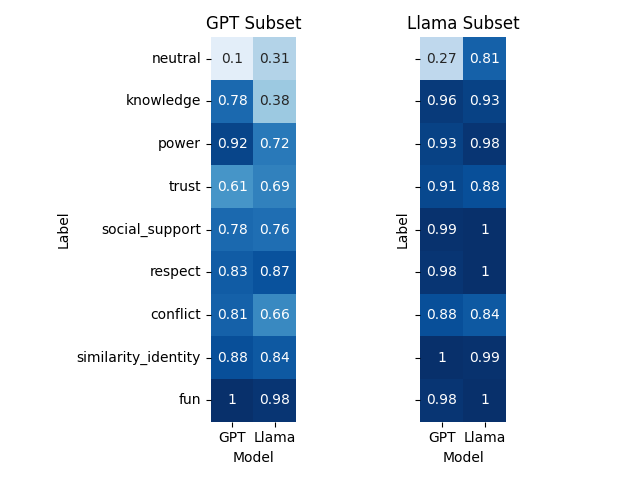 GPT Subset Llama Subset
neutral 0.1 0.31 0.27 0.81
knowledge 0.78 0.38 0.96 0.93
power 0.92 0.72 0.93 0.98
trust 0.61 0.69 0.91 0.88
Label social_support 0.78 0.76 Label 0.99 1
respect 0.83 0.87 0.98 1
conflict 0.81 0.66 0.88 0.84
similarity_identity 0.88 0.84 1 0.99
fun 1 0.98 0.98 1
GPT Llama GPT Llama
Model Model